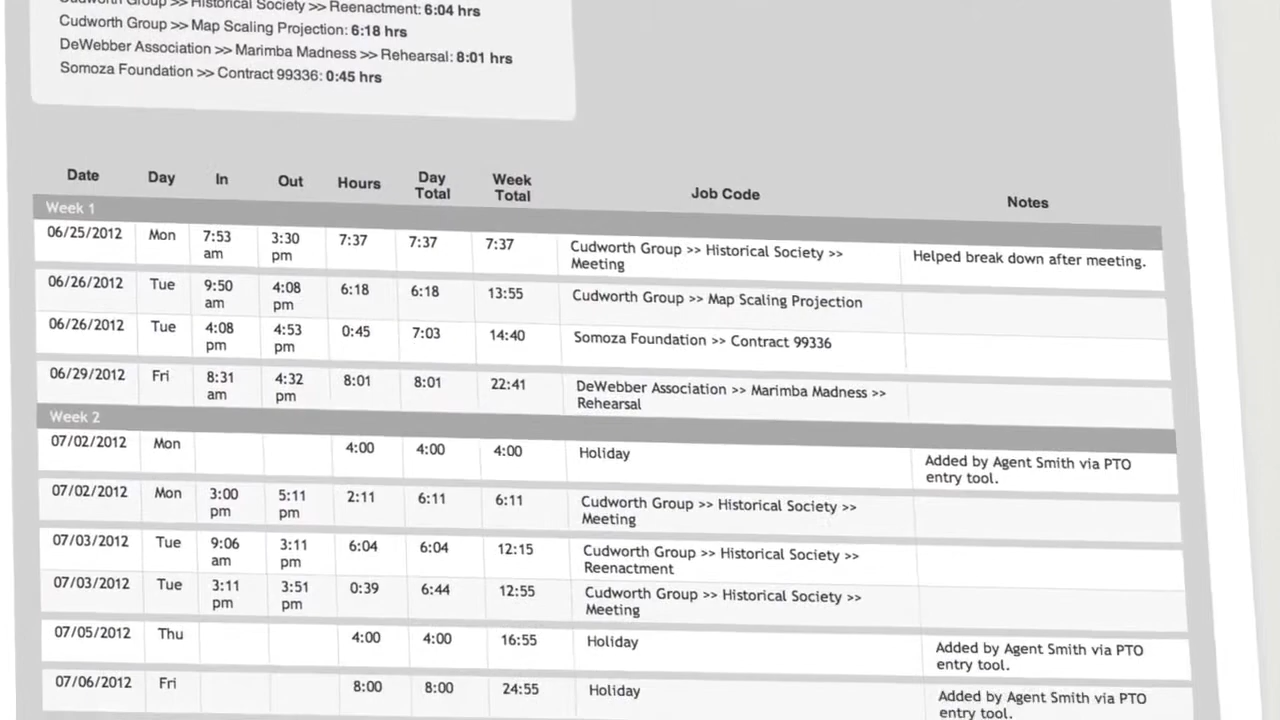 Cudworth Group >> Historical Society >> Reenactment: 6:04 hrs
Cudworth Group >> Map Scaling Projection: 6:18 hrs
DeWebber Association >> Marimba Madness >> Rehearsal: 8:01 hrs
Somoza Foundation >> Contract 99336: 0:45 hrs
Date Day In Out Hours Day Total Week Total Job Code Notes
Week 1
06/25/2012 Mon 7:53 am 3:30 pm 7:37 7:37 7:37 Cudworth Group >> Historical Society >> Meeting Helped break down after meeting.
06/26/2012 Tue 9:50 am 4:08 pm 6:18 6:18 13:55 Cudworth Group >> Map Scaling Projection
06/26/2012 Tue 4:08 pm 4:53 pm 0:45 7:03 14:40 Somoza Foundation >> Contract 99336
06/29/2012 Fri 8:31 am 4:32 pm 8:01 8:01 22:41 DeWebber Association >> Marimba Madness >> Rehearsal
Week 2
07/02/2012 Mon 4:00 4:00 4:00 Holiday Added by Agent Smith via PTO entry tool.
07/02/2012 Mon 3:00 pm 5:11 pm 2:11 6:11 6:11 Cudworth Group >> Historical Society >> Meeting
07/03/2012 Tue 9:06 am 3:11 pm 6:04 6:04 12:15 Cudworth Group >> Historical Society >> Reenactment
07/03/2012 Tue 3:11 pm 3:51 pm 0:39 6:44 12:55 Cudworth Group >> Historical Society >> Meeting
07/05/2012 Thu 4:00 4:00 16:55 Holiday Added by Agent Smith via PTO entry tool.
07/06/2012 Fri 8:00 8:00 24:55 Holiday Added by Agent Smith via PTO entry tool.